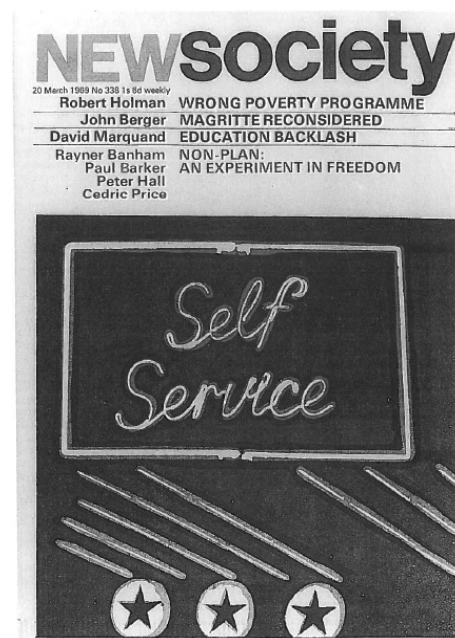 NEWSOCIETY
20 March 1969 No 338 1s 6d weekly
Robert Holman WRONG POVERTY PROGRAMME
John Berger MAGRITTE RECONSIDERED
David Marquand EDUCATION BACKLASH
Rayner Banham NON-PLAN:
Paul Barker AN EXPERIMENT IN FREEDOM
Peter Hall
Cedric Price
Self
Service